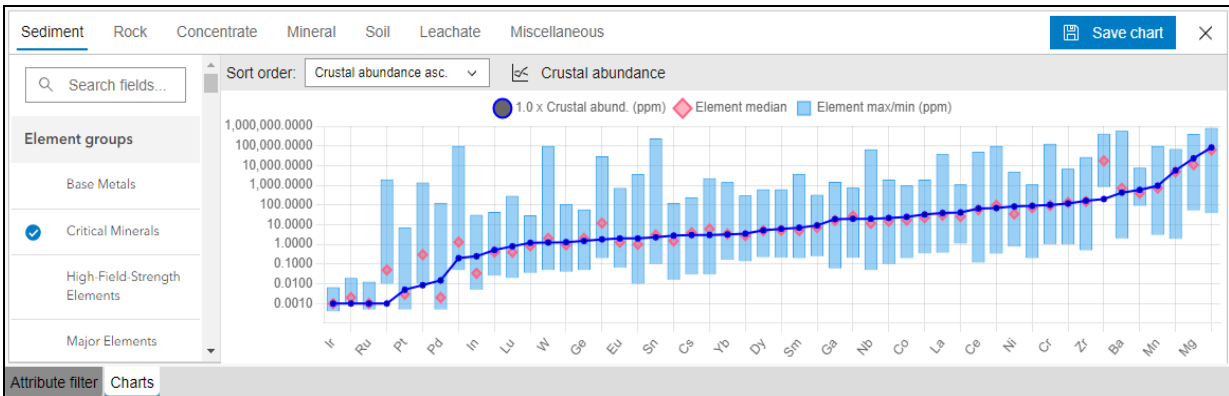 Sediment Rock Concentrate Mineral Soil Leachate Miscellaneous Save chart
Search fields...
Sort order: Crustal abundance asc. Crustal abundance
1.0 x Crustal abund. (ppm) Element median Element max/min (ppm)
Element groups
Base Metals
Critical Minerals
High-Field-Strength
Elements
Major Elements
1,000,000.0000
100,000.0000
10,000.0000
1,000.0000
100.0000
10.0000
1.0000
0.1000
0.0100
0.0010
Ir Ru Pt Pd In Lu W Ge Eu Sn Cs Yb Dy Sm Ga Nb Co La Ce Ni Cr Zr Ba Mn Mg
Attribute filter Charts